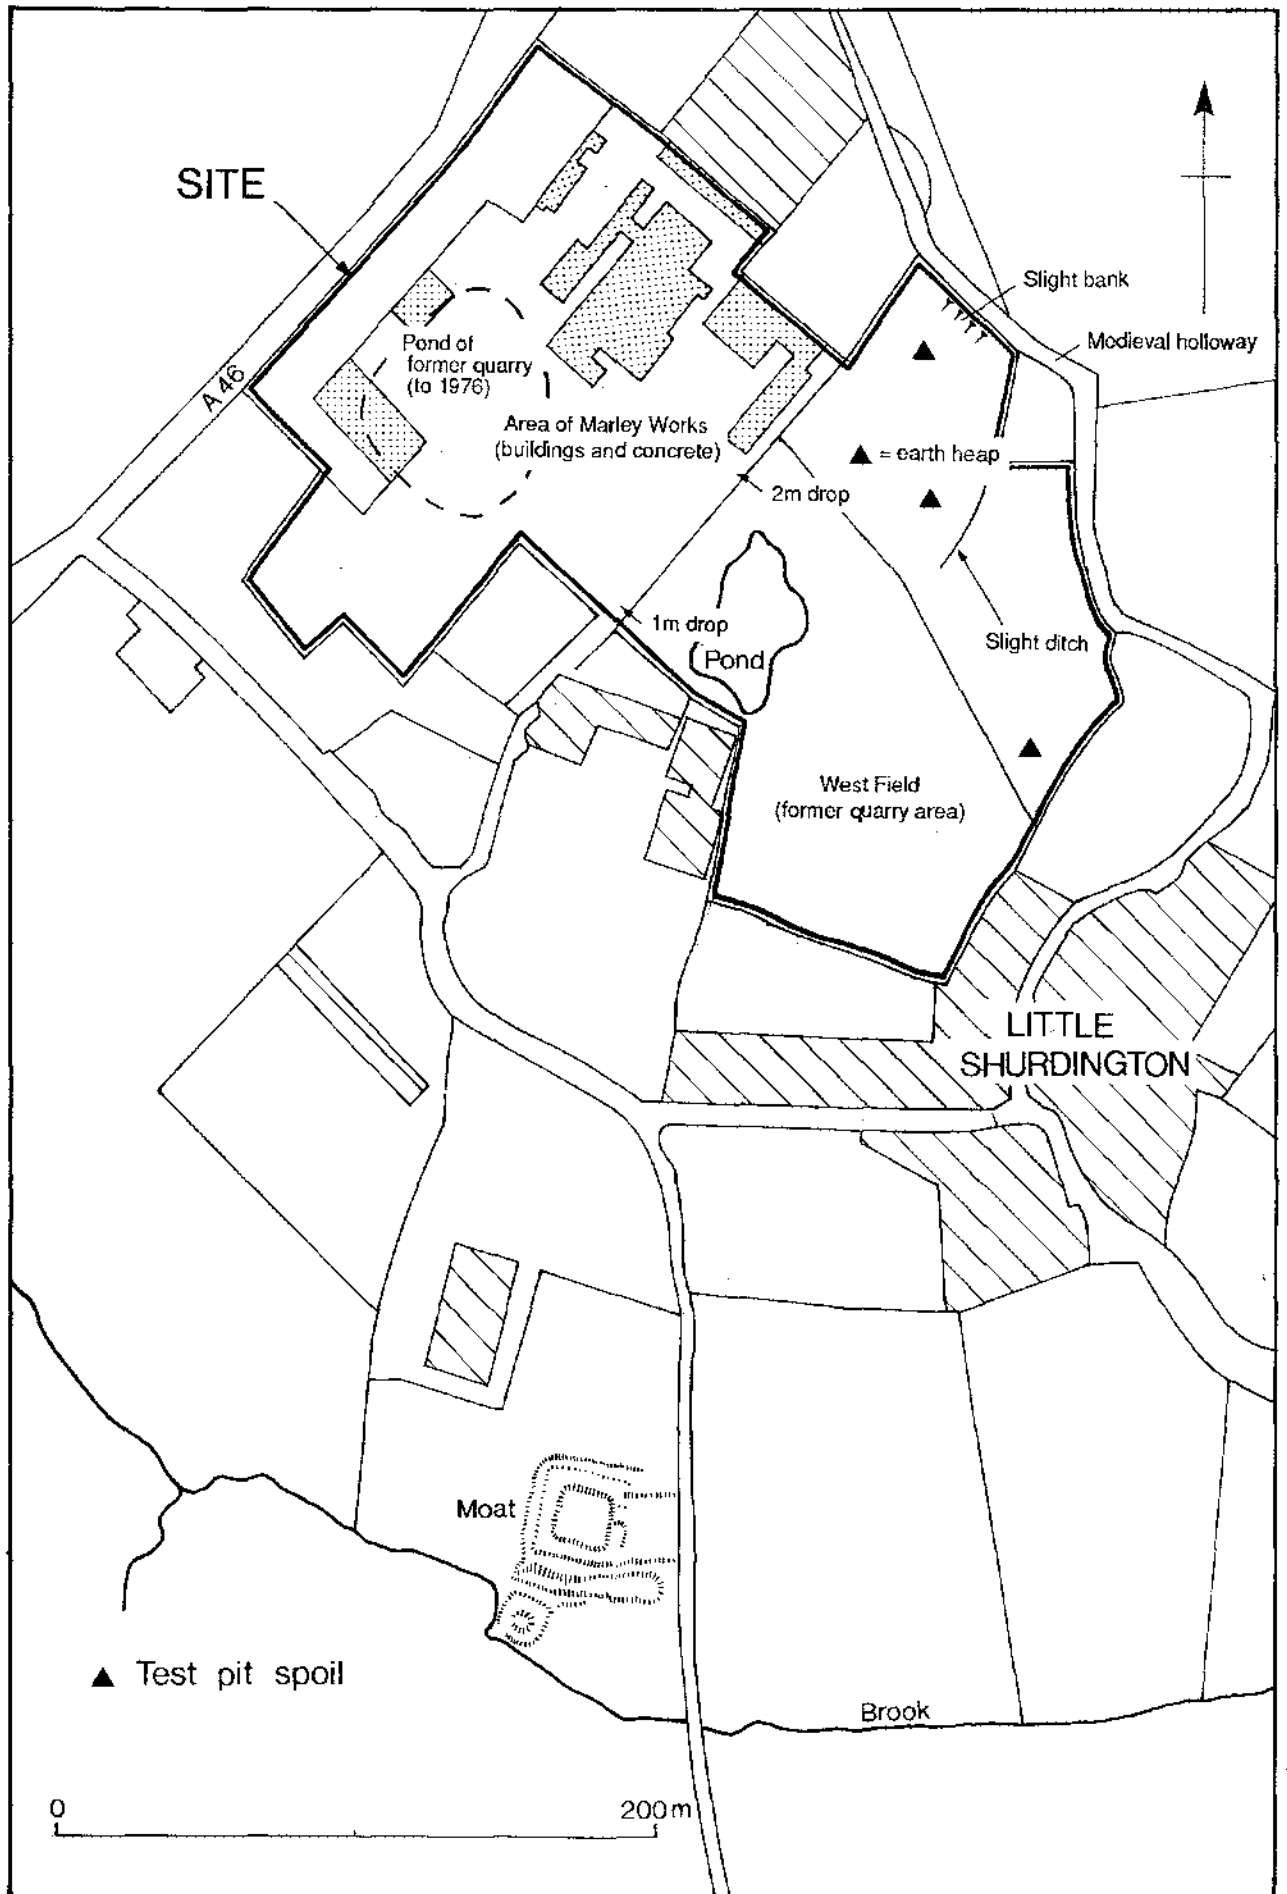 SITE
Slight bank
Medieval holloway
A 46
Pond of
former quarry
(to 1976)
Area of Marley Works
(buildings and concrete)
▲ = earth heap
2m drop
1m drop
Pond
Slight ditch
West Field
(former quarry area)
LITTLE
SHURDINGTON
Moat
▲ Test pit spoil
Brook
0 200m